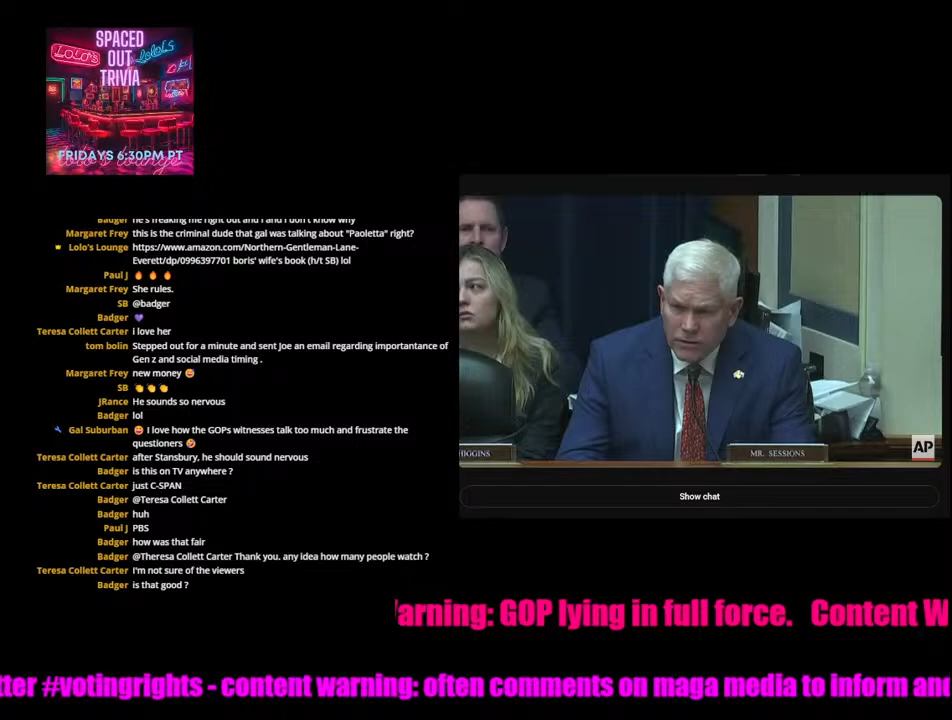 SPACED
OUT
TRIVIA
LOLO'S
FRIDAYS 6:30PM PT
lolo's lounge
Badger he's freaking me right out and I and I don't know why
Margaret Frey this is the criminal dude that gal was talking about "Paoletta" right?
Lolo's Lounge https://www.amazon.com/Northern-Gentleman-Lane-
Everett/dp/0996397701 boris' wife's book (h/t SB) lol
Paul J 🔥 🔥 🔥
Margaret Frey She rules.
SB @badger
Badger 💜
Teresa Collett Carter i love her
tom bolin Stepped out for a minute and sent Joe an email regarding importantance of
Gen z and social media timing .
Margaret Frey new money 😅
SB 👏 👏 👏
JRance He sounds so nervous
Badger lol
Gal Suburban 😍 I love how the GOPs witnesses talk too much and frustrate the
questioners 🤣
Teresa Collett Carter after Stansbury, he should sound nervous
Badger is this on TV anywhere ?
Teresa Collett Carter just C-SPAN
Badger @Teresa Collett Carter
Badger huh
Paul J PBS
Badger how was that fair
Badger @Theresa Collett Carter Thank you. any idea how many people watch ?
Teresa Collett Carter I'm not sure of the viewers
Badger is that good ?
HIGGINS
MR. SESSIONS
AP
Show chat
arning: GOP lying in full force. Content W
tter #votingrights - content warning: often comments on maga media to inform and